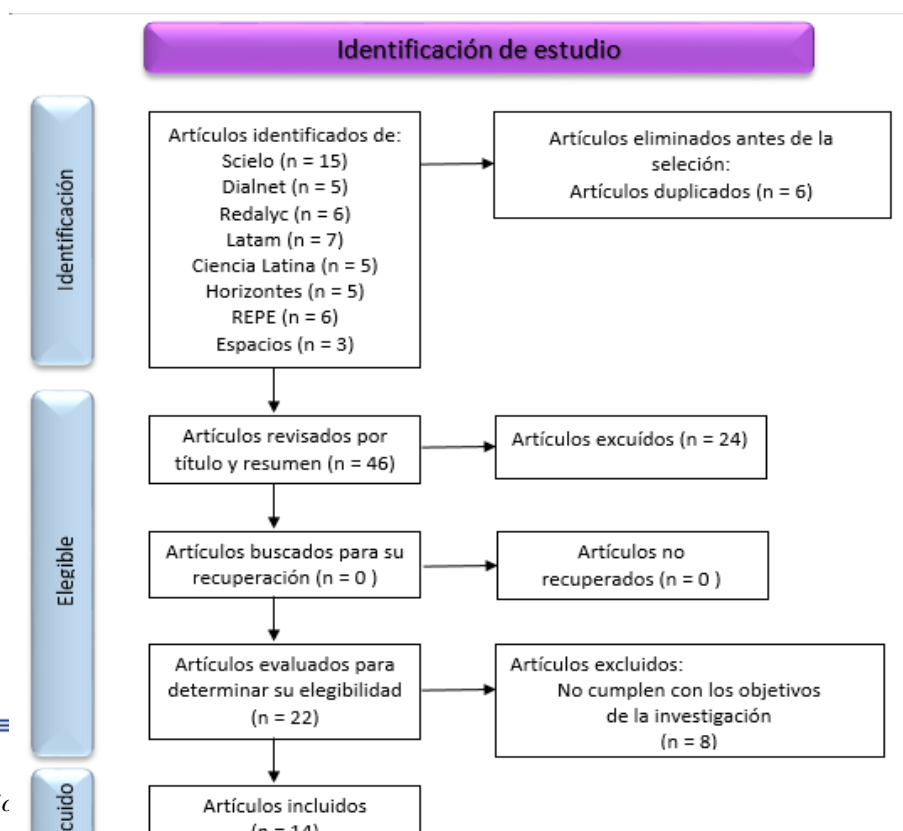 Identificación de estudio
Identificación
Artículos identificados de:
Scielo (n = 15)
Dialnet (n = 5)
Redalyc (n = 6)
Latam (n = 7)
Ciencia Latina (n = 5)
Horizontes (n = 5)
REPE (n = 6)
Espacios (n = 3)
Artículos eliminados antes de la
seleción:
Artículos duplicados (n = 6)
Elegible
Artículos revisados por
título y resumen (n = 46)
Artículos excuídos (n = 24)
Artículos buscados para su
recuperación (n = 0 )
Artículos no
recuperados (n = 0 )
Artículos evaluados para
determinar su elegibilidad
(n = 22)
Artículos excluidos:
No cumplen con los objetivos
de la investigación
(n = 8)
cuido
Artículos incluidos
(n = 14)